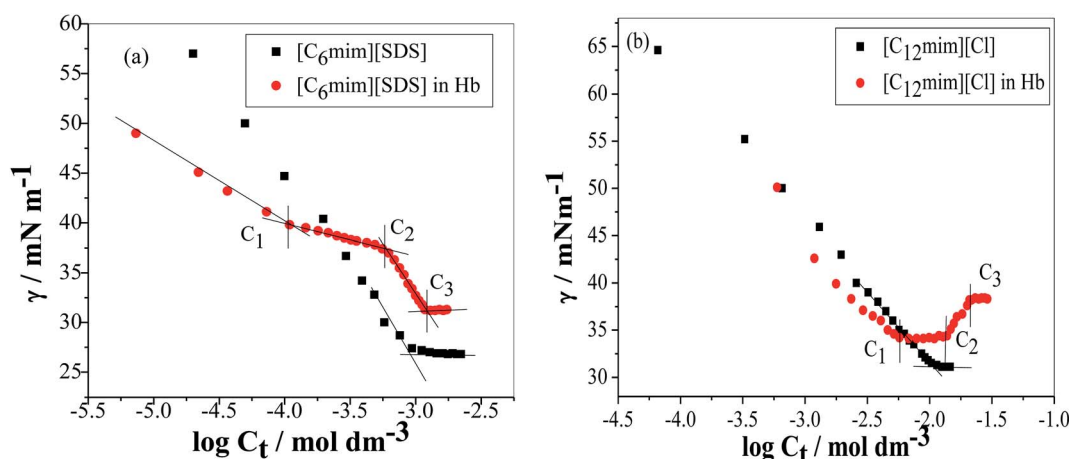 (a)
[C6mim][SDS]
[C6mim][SDS] in Hb
60
55
50
45
40
35
30
25
γ / mN m-1
C1
C2
C3
-5.5 -5.0 -4.5 -4.0 -3.5 -3.0 -2.5
log Ct / mol dm-3
(b)
[C12mim][Cl]
[C12mim][Cl] in Hb
65
60
55
50
45
40
35
30
γ / mNm-1
C1
C2
C3
-4.5 -4.0 -3.5 -3.0 -2.5 -2.0 -1.5 -1.0
log Ct / mol dm-3